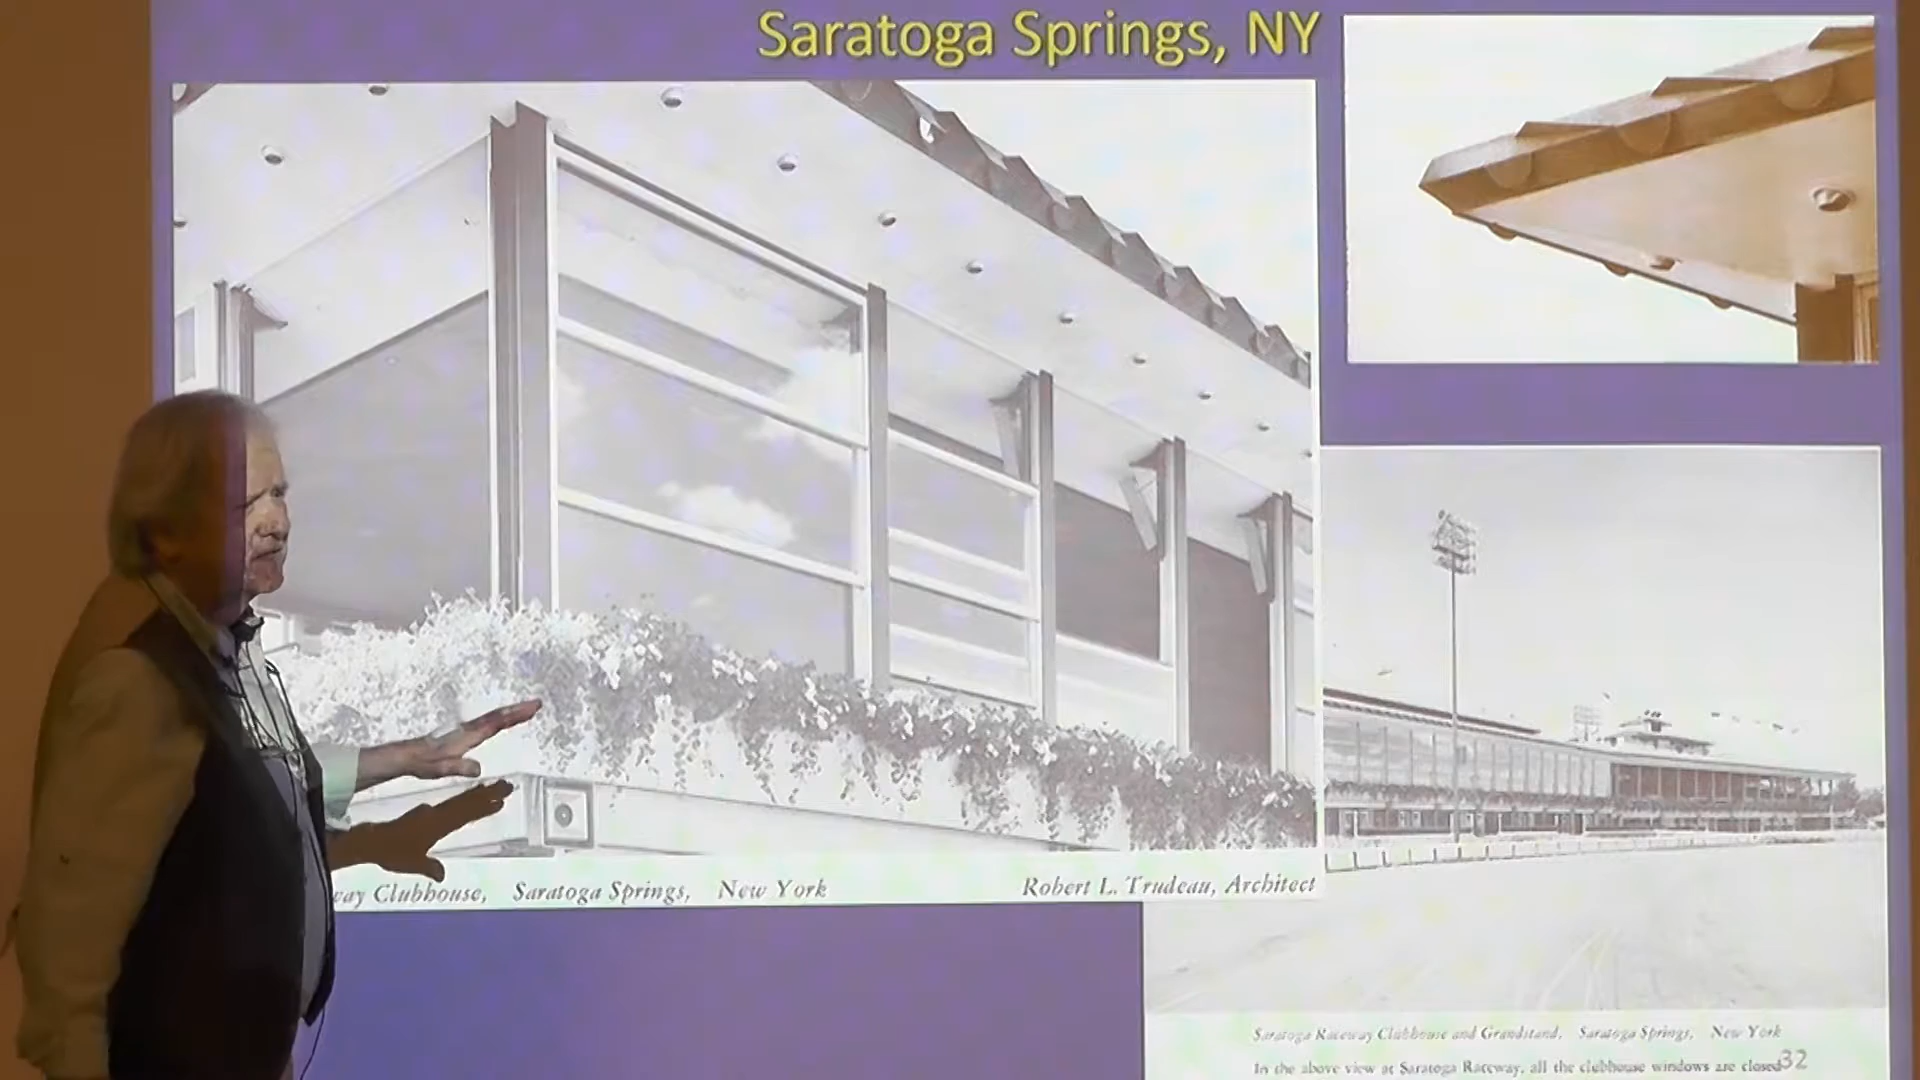 Saratoga Springs, NY
way Clubhouse, Saratoga Springs, New York
Robert L. Trudeau, Architect
Saratoga Raceway Clubhouse and Grandstand, Saratoga Springs, New York
In the above view at Saratoga Raceway, all the clubhouse windows are closed
32